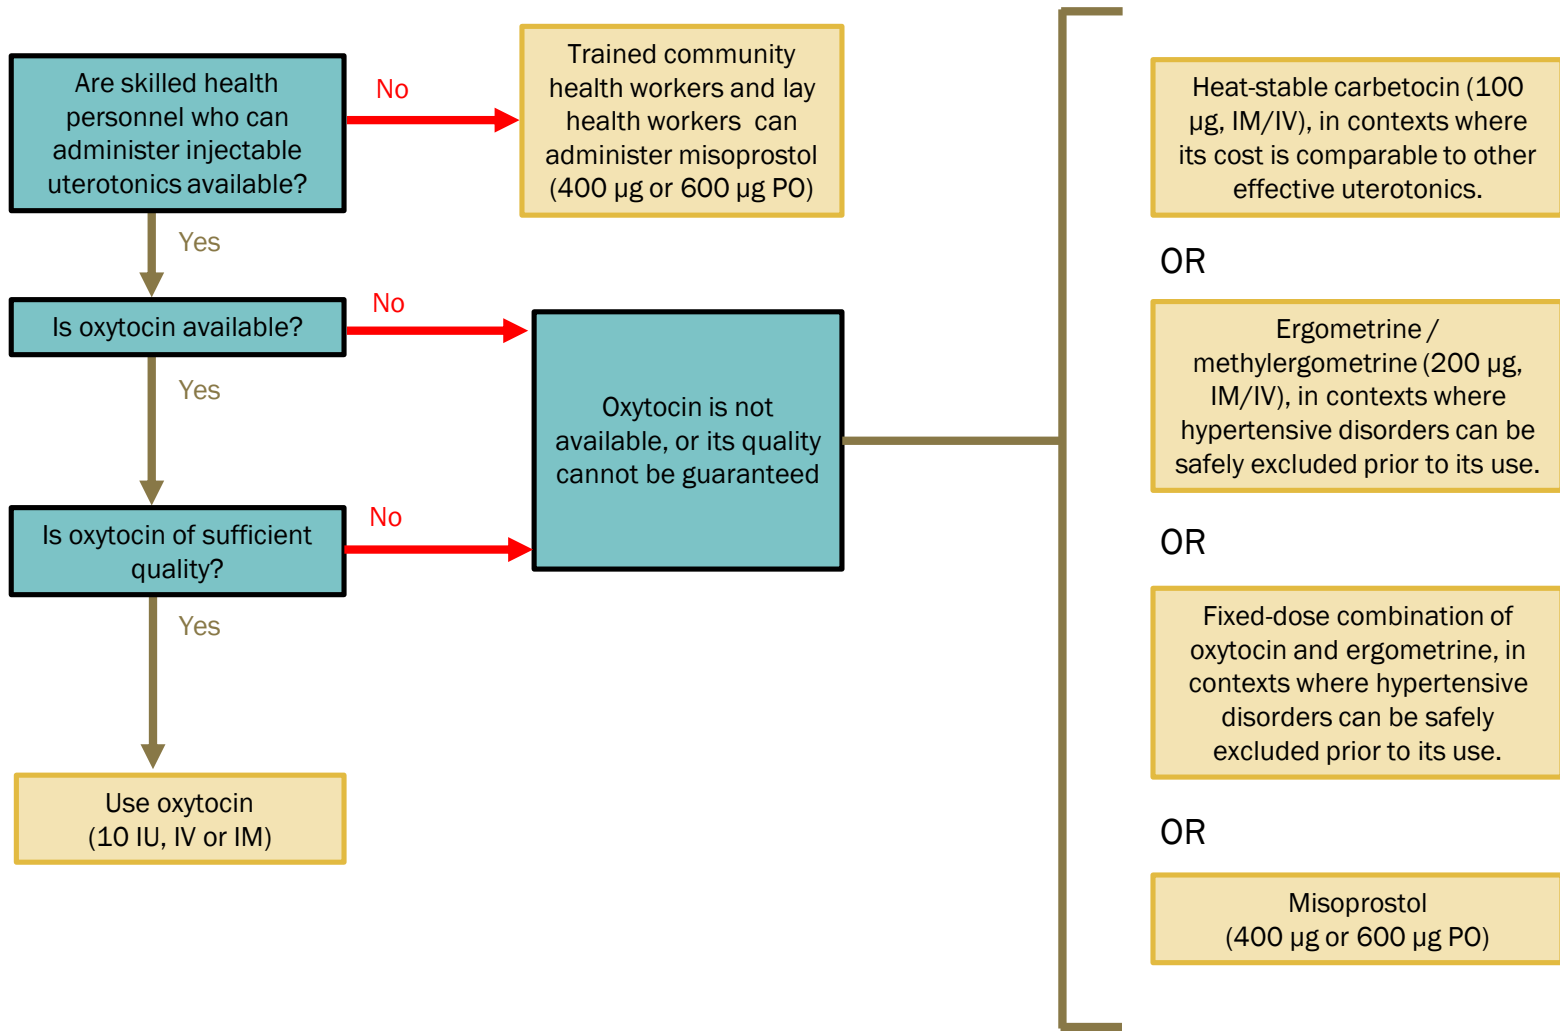 Are skilled health
personnel who can
administer injectable
uterotonics available?
No
Trained community
health workers and lay
health workers can
administer misoprostol
(400 µg or 600 µg PO)
Yes
Is oxytocin available?
No
Yes
Oxytocin is not
available, or its quality
cannot be guaranteed
Is oxytocin of sufficient
quality?
No
Yes
Use oxytocin
(10 IU, IV or IM)
Heat-stable carbetocin (100
µg, IM/IV), in contexts where
its cost is comparable to other
effective uterotonics.
OR
Ergometrine /
methylergometrine (200 µg,
IM/IV), in contexts where
hypertensive disorders can be
safely excluded prior to its use.
OR
Fixed-dose combination of
oxytocin and ergometrine, in
contexts where hypertensive
disorders can be safely
excluded prior to its use.
OR
Misoprostol
(400 µg or 600 µg PO)